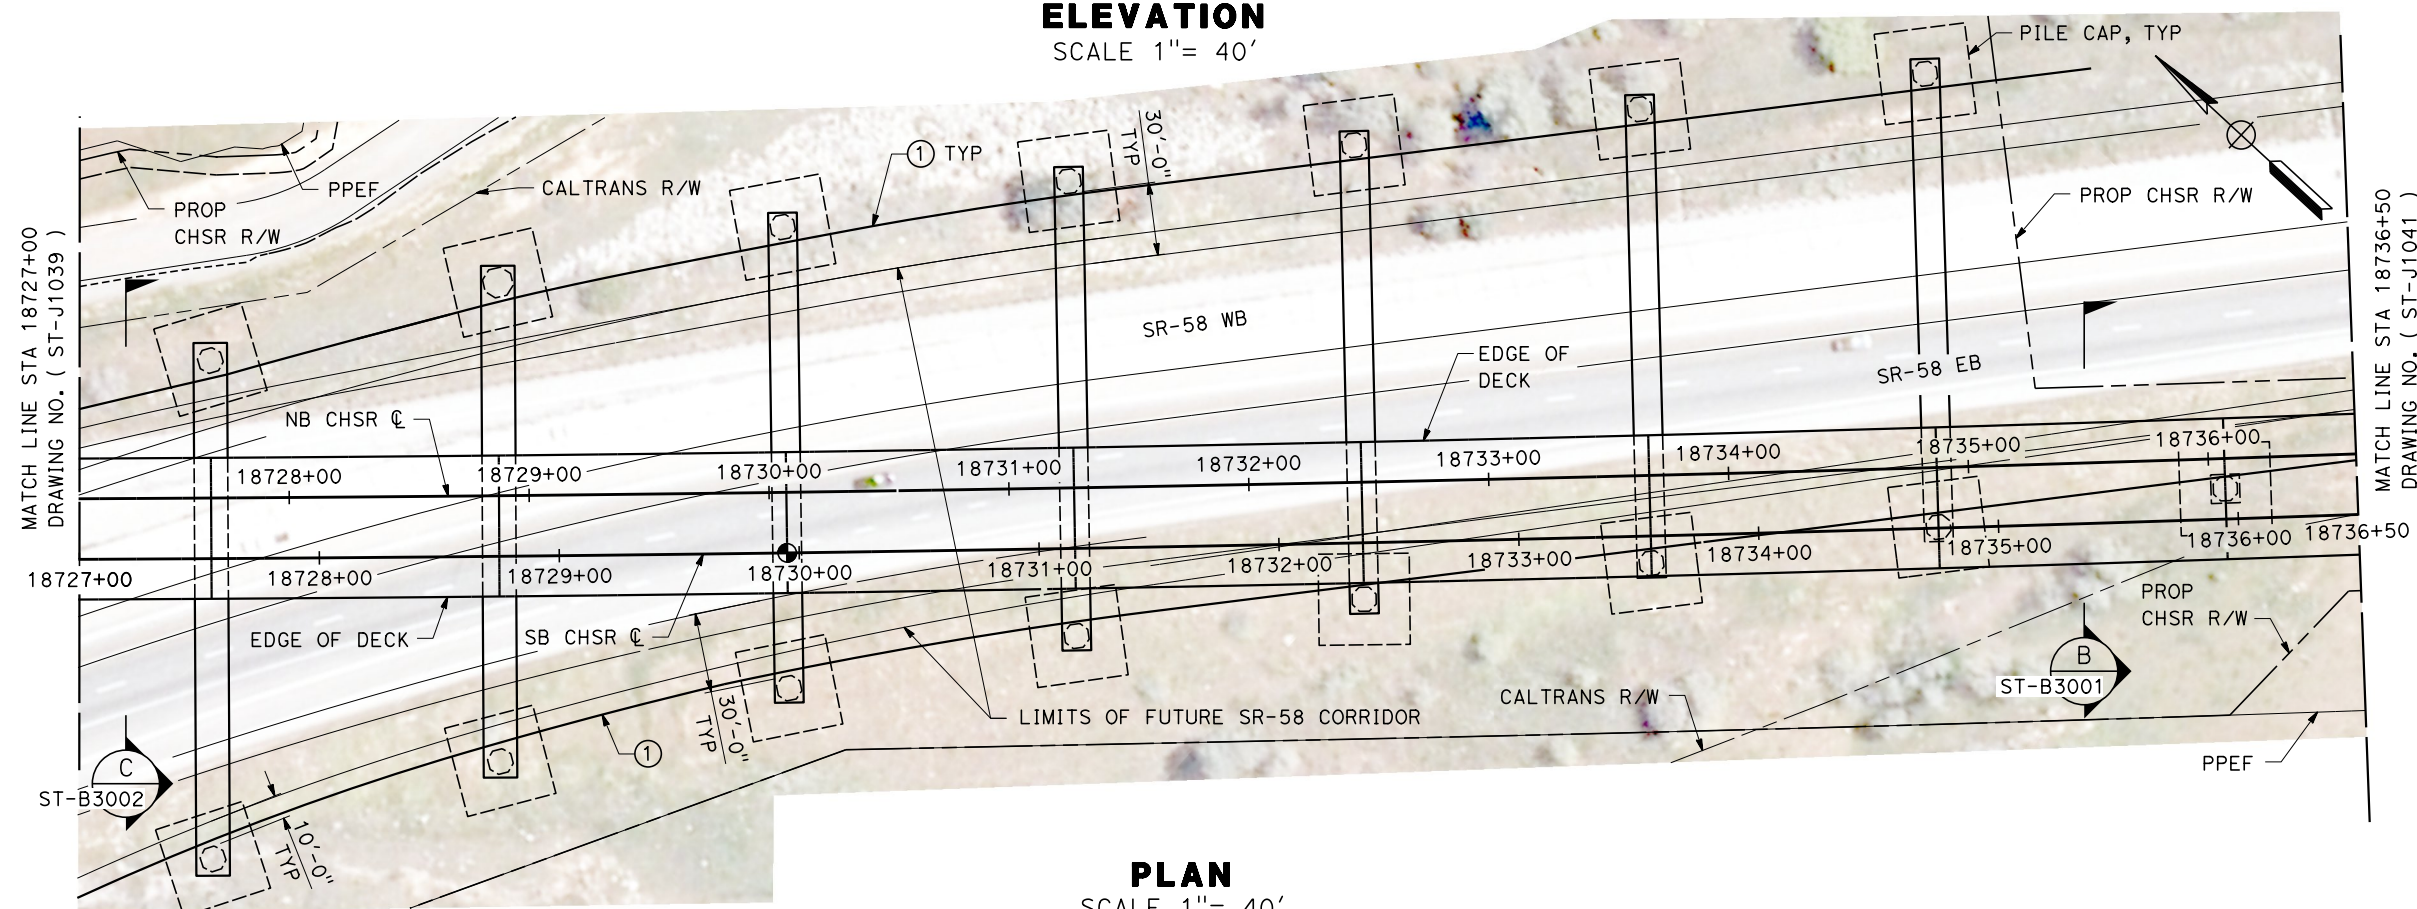 ELEVATION
SCALE 1"= 40'
PILE CAP, TYP
30'-0"
TYP
1 TYP
CALTRANS R/W
PPEF
PROP
CHSR R/W
PROP CHSR R/W
MATCH LINE STA 18727+00
DRAWING NO. ( ST-J1039 )
MATCH LINE STA 18736+50
DRAWING NO. ( ST-J1041 )
SR-58 WB
EDGE OF
DECK
SR-58 EB
NB CHSR ℄
18728+00 18729+00 18730+00 18731+00 18732+00 18733+00 18734+00 18735+00 18736+00
18727+00 18728+00 18729+00 18730+00 18731+00 18732+00 18733+00 18734+00 18735+00 18736+00 18736+50
EDGE OF DECK
SB CHSR ℄
PROP
CHSR R/W
B
ST-B3001
CALTRANS R/W
LIMITS OF FUTURE SR-58 CORRIDOR
30'-0"
TYP
1
PPEF
C
ST-B3002
10'-0"
TYP
PLAN
SCALE 1"= 40'